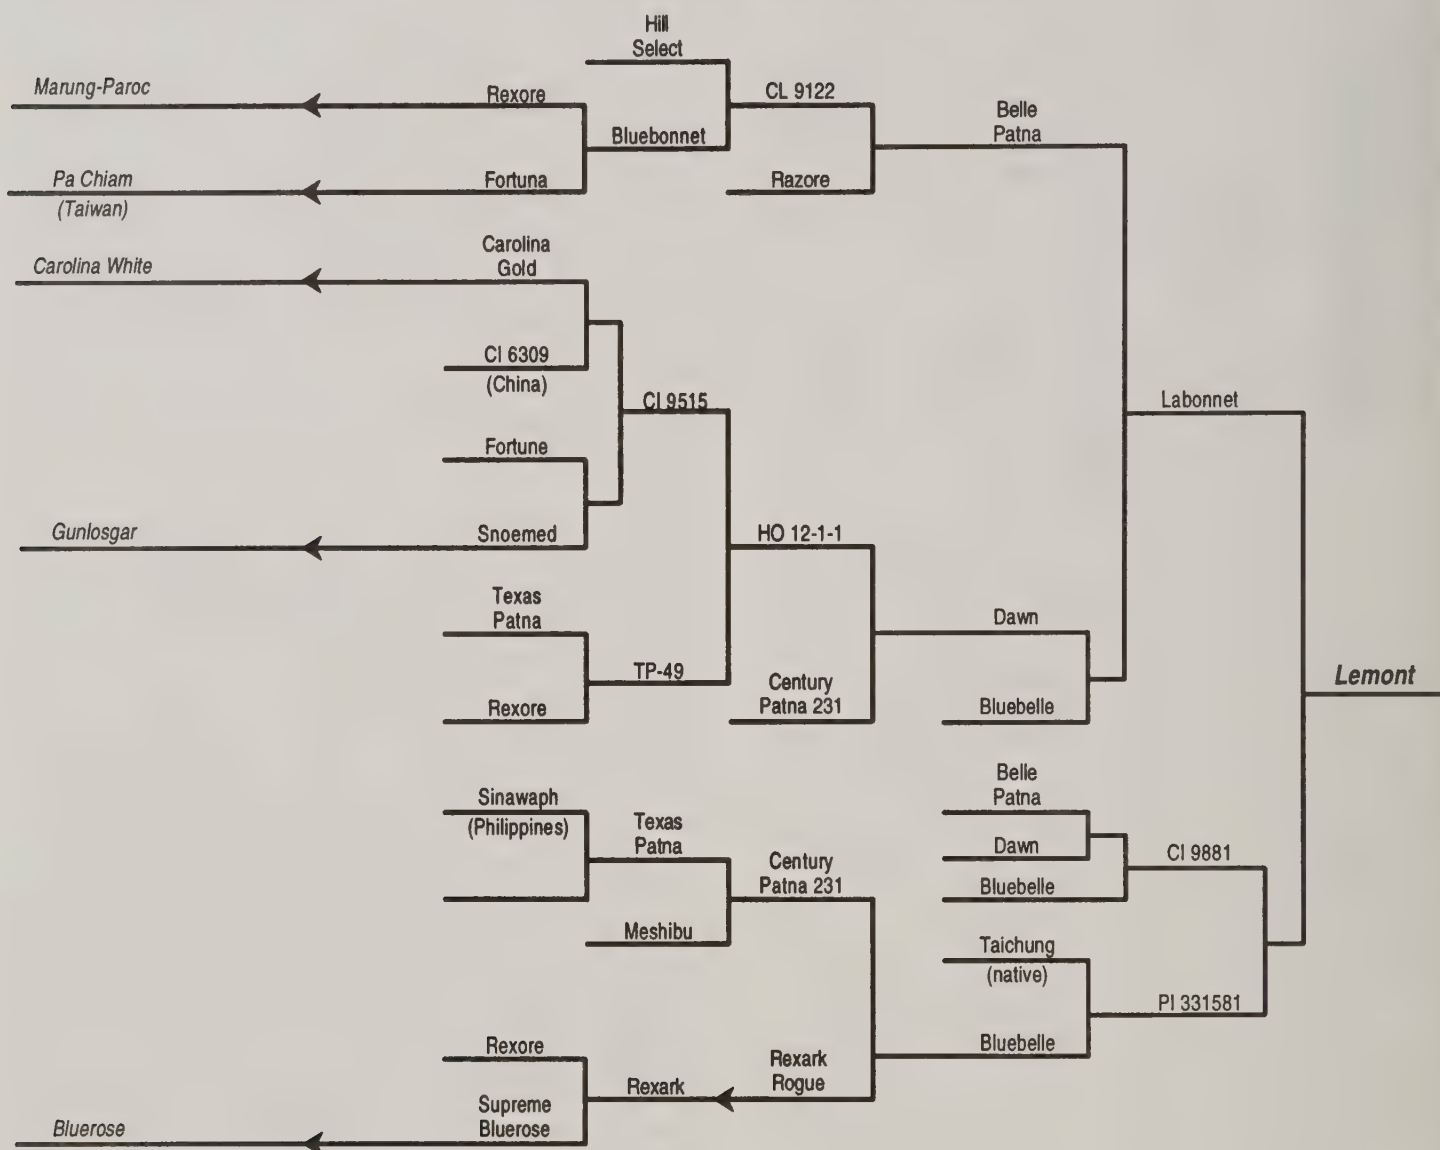 Hill
Select
Marung-Paroc
Rexore
CL 9122
Belle
Patna
Bluebonnet
Pa Chiam
(Taiwan)
Fortuna
Razore
Carolina White
Carolina
Gold
CI 6309
(China)
CI 9515
Labonnet
Fortune
Gunlosgar
Snoemed
HO 12-1-1
Texas
Patna
TP-49
Rexore
Century
Patna 231
Dawn
Bluebelle
Lemont
Sinawaph
(Philippines)
Texas
Patna
Century
Patna 231
Meshibu
Belle
Patna
Dawn
Bluebelle
CI 9881
Taichung
(native)
PI 331581
Bluebelle
Rexore
Rexark
Rexark
Rogue
Supreme
Bluerose
Bluerose